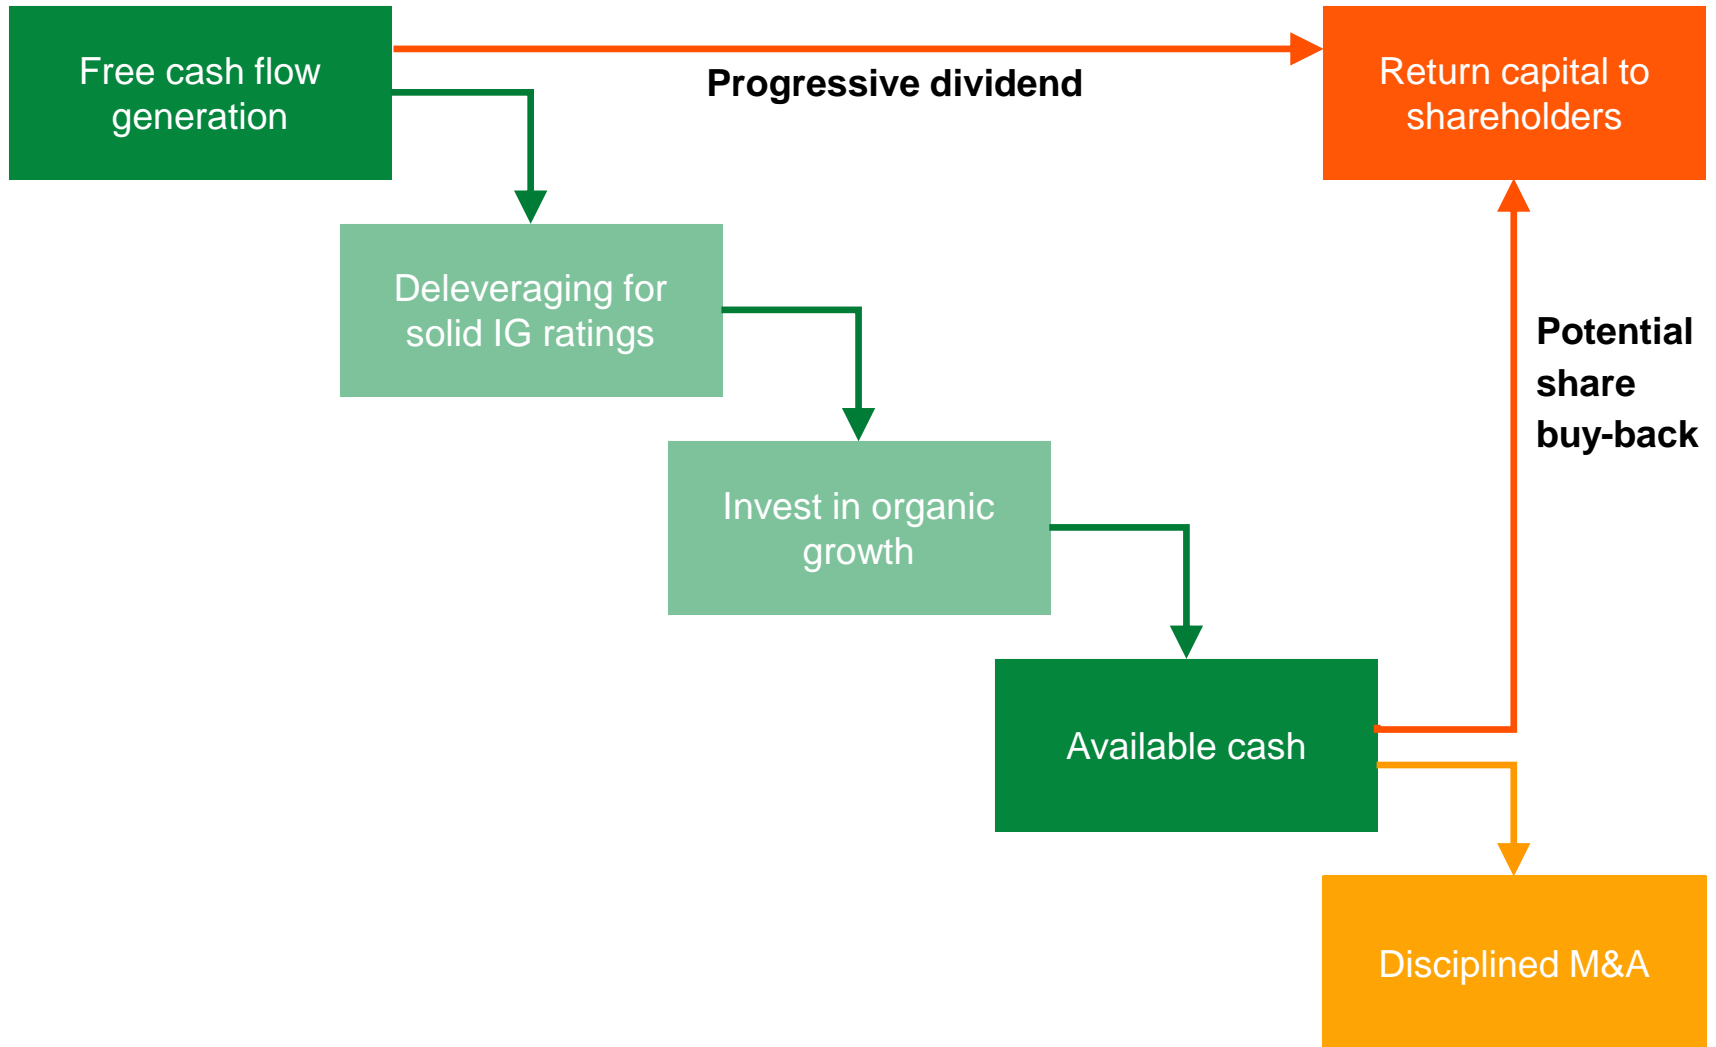 Free cash flow
generation
Progressive dividend
Return capital to
shareholders
Deleveraging for
solid IG ratings
Potential
share
buy-back
Invest in organic
growth
Available cash
Disciplined M&A